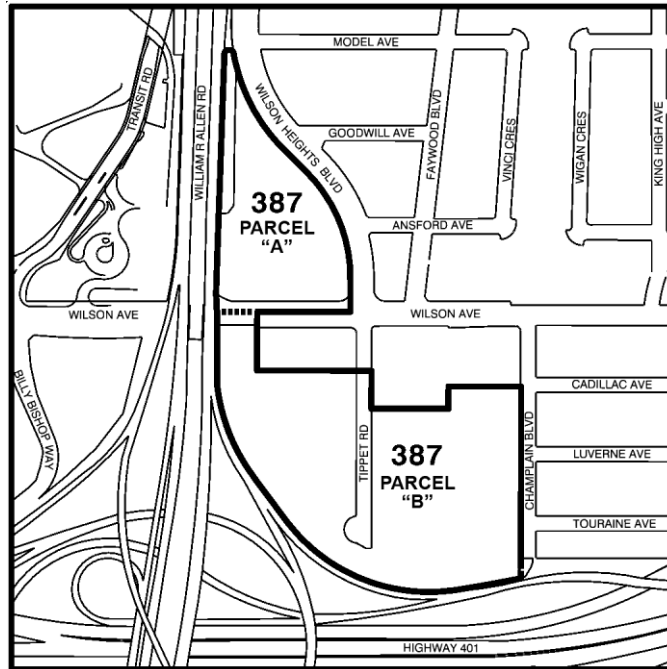 MODEL AVE
TRANSIT RD
WILLIAM R ALLEN RD
WILSON HEIGHTS BLVD
GOODWILL AVE
FAYWOOD BLVD
VINCI CRES
WIGAN CRES
KING HIGH AVE
387
PARCEL
“A”
ANSFORD AVE
WILSON AVE
WILSON AVE
BILLY BISHOP WAY
CADILLAC AVE
TIPPET RD
387
PARCEL
“B”
CHAMPLAIN BLVD
LUVERNE AVE
TOURAINE AVE
HIGHWAY 401